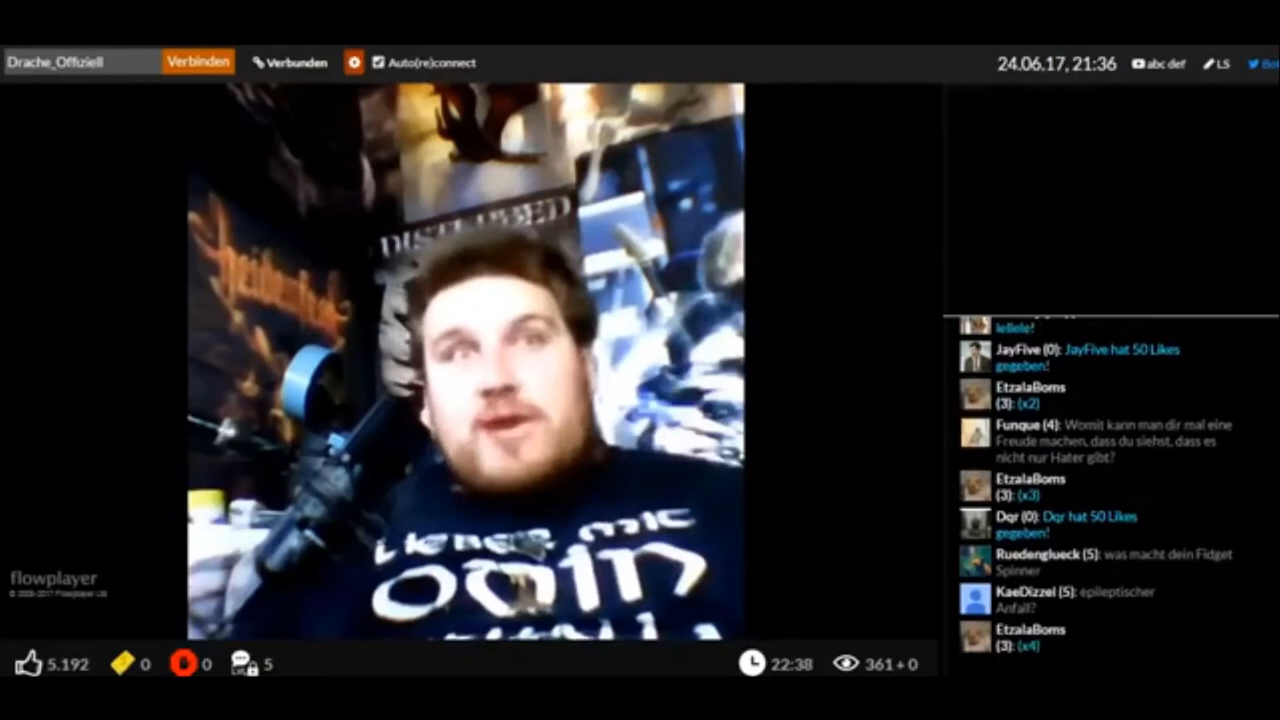 Drache_Offiziell Verbinden Verbunden Auto(re)connect 24.06.17, 21:36 abc def LS
DISTURBED
LIEBER MIT
ODIN
lellele!
JayFive (0): JayFive hat 50 Likes
gegeben!
EtzalaBoms
(3): (x2)
Funque (4): Womit kann man dir mal eine
Freude machen, dass du siehst, dass es
nicht nur Hater gibt?
EtzalaBoms
(3): (x3)
Dqr (0): Dqr hat 50 Likes
gegeben!
Ruedenglueck (5): was macht dein Fidget
Spinner
KaeDizzel (5): epileptischer
Anfall?
EtzalaBoms
(3): (x4)
flowplayer
5.192 0 0 5 22:38 361 + 0